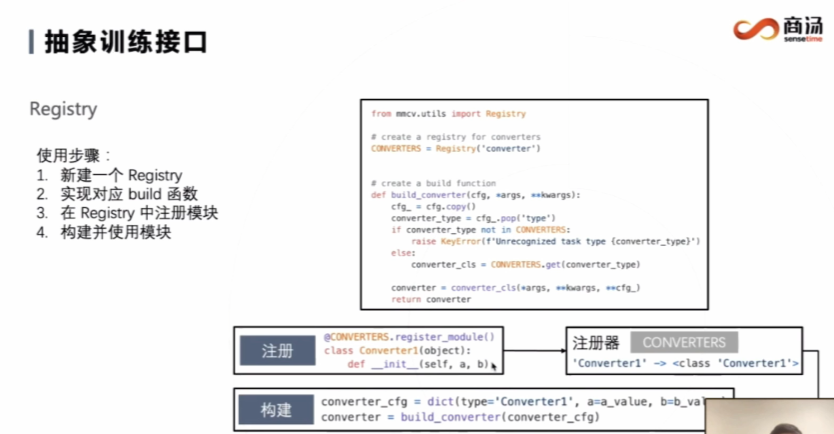 抽象训练接口
商汤
sensetime
Registry
使用步骤：
1. 新建一个 Registry
2. 实现对应 build 函数
3. 在 Registry 中注册模块
4. 构建并使用模块
from mmcv.utils import Registry
# create a registry for converters
CONVERTERS = Registry('converter')
# create a build function
def build_converter(cfg, *args, **kwargs):
    cfg_ = cfg.copy()
    converter_type = cfg_.pop('type')
    if converter_type not in CONVERTERS:
        raise KeyError(f'Unrecognized task type {converter_type}')
    else:
        converter_cls = CONVERTERS.get(converter_type)
    converter = converter_cls(*args, **kwargs, **cfg_)
    return converter
注册
@CONVERTERS.register_module()
class Converter1(object):
    def __init__(self, a, b)
注册器 CONVERTERS
'Converter1' -> <class 'Converter1'>
构建
converter_cfg = dict(type='Converter1', a=a_value, b=b_va
converter = build_converter(converter_cfg)